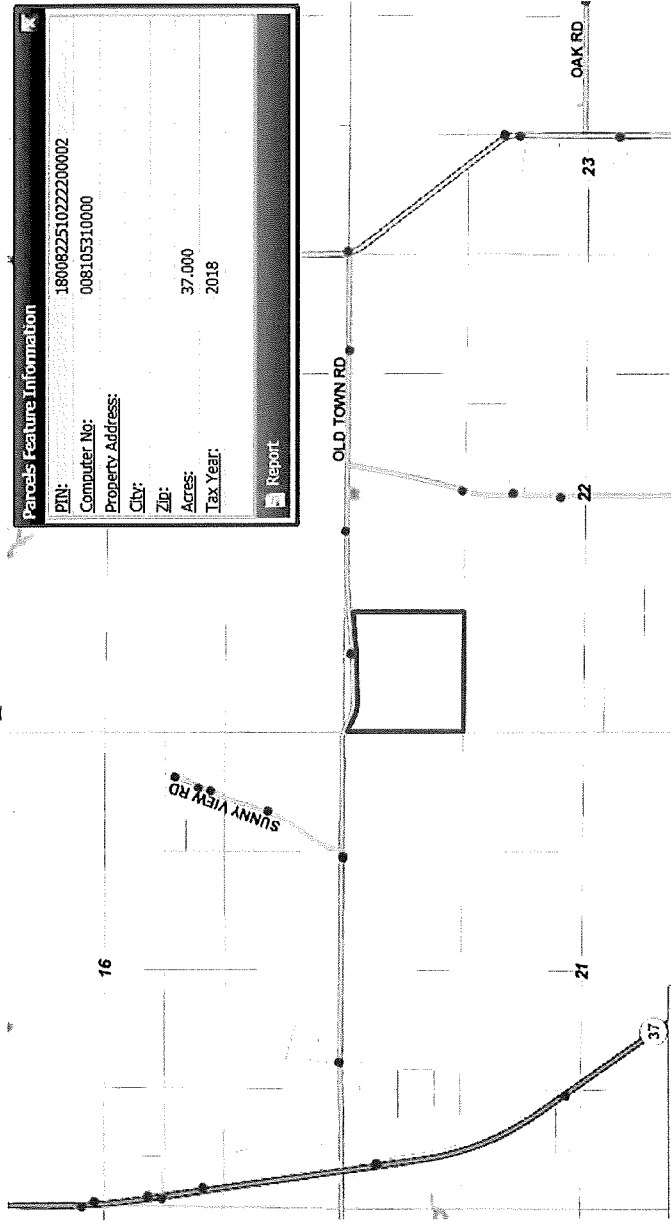 Parcels Feature Information
PIN: 180082251022200002
Computer No: 008105310000
Property Address:
City:
Zip:
Acres: 37.000
Tax Year: 2018
Report
16
SUNNY VIEW RD
OLD TOWN RD
OAK RD
21
22
23
37